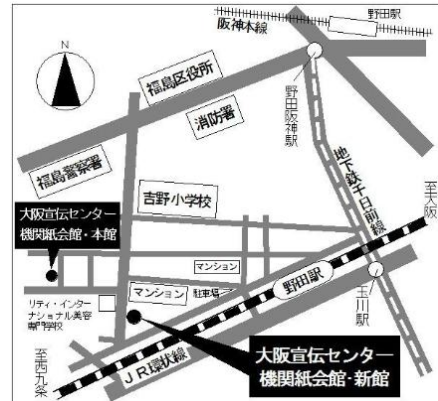 N
阪神本線
野田駅
福島区役所
消防署
野田阪神駅
福島警察署
地下鉄千日前線
至大阪
吉野小学校
大阪宣伝センター
機関紙会館・本館
マンション
野田駅
玉川駅
マンション
駐車場
リティ・インター
ナショナル美容
専門学校
大阪宣伝センター
機関紙会館・新館
至西九条
JR環状線